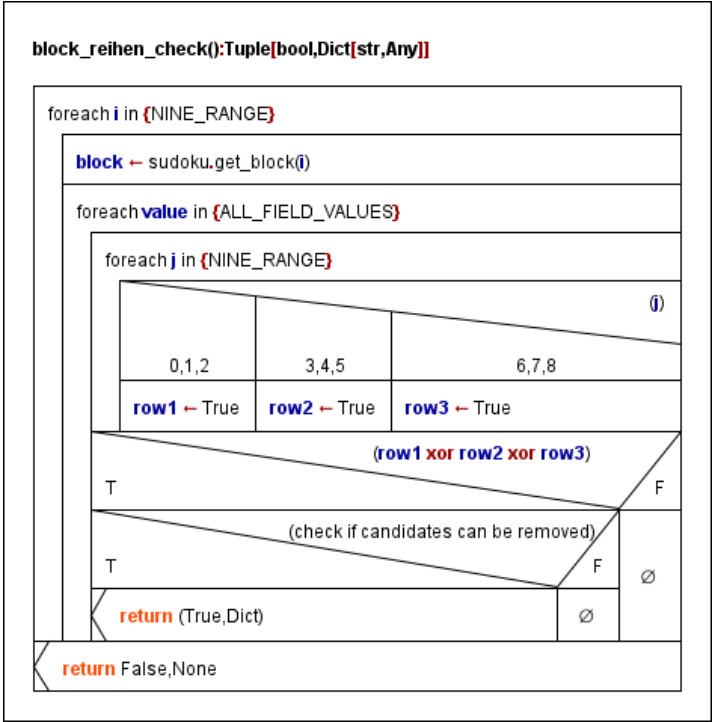 block_reihen_check():Tuple[bool,Dict[str,Any]]
foreach i in {NINE_RANGE}
block ← sudoku.get_block(i)
foreach value in {ALL_FIELD_VALUES}
foreach j in {NINE_RANGE}
(j)
0,1,2 3,4,5 6,7,8
row1 ← True row2 ← True row3 ← True
(row1 xor row2 xor row3)
T F
(check if candidates can be removed)
T F
∅
return (True,Dict) ∅
return False,None